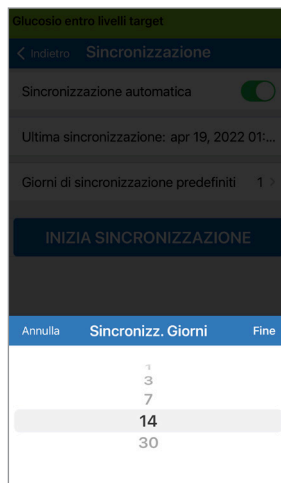 Glucosio entro livelli target
Indietro Sincronizzazione
Sincronizzazione automatica
Ultima sincronizzazione: apr 19, 2022 01:...
Giorni di sincronizzazione predefiniti 1
INIZIA SINCRONIZZAZIONE
Annulla Sincronizz. Giorni Fine
1
3
7
14
30